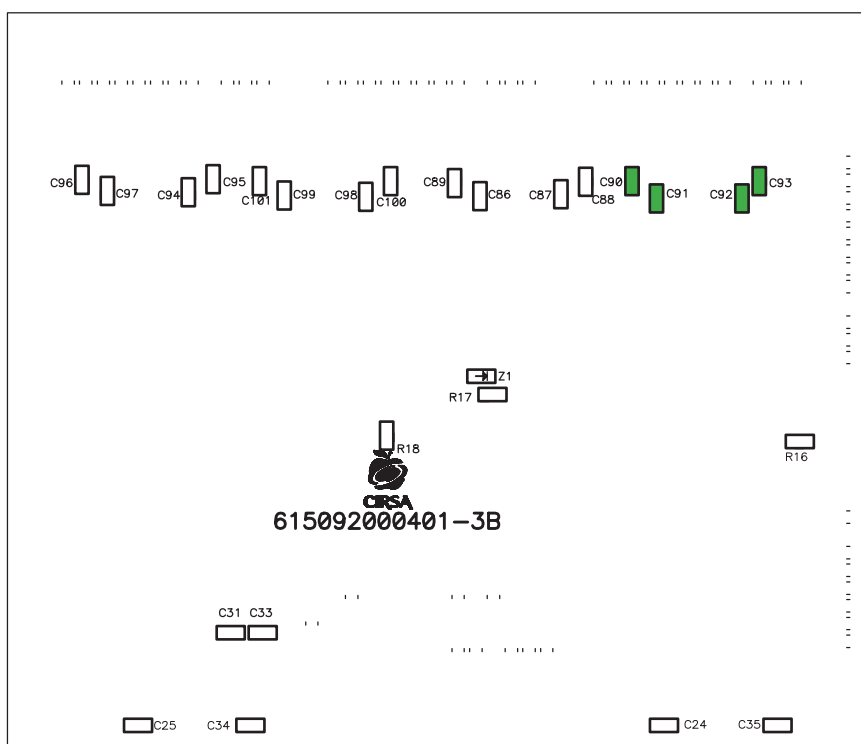 C96
C97
C94
C95
C101
C99
C98
C100
C89
C86
C87
C88
C90
C91
C92
C93
Z1
R17
R18
R16
CIRSA
615092000401-3B
C31 C33
C25
C34
C24
C35